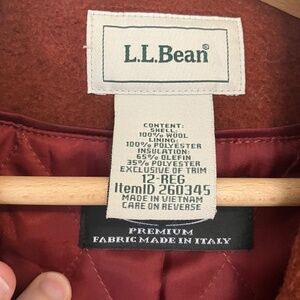 L.L.Bean®
CONTENT:
SHELL:
100% WOOL
LINING:
100% POLYESTER
INSULATION:
65% OLEFIN
35% POLYESTER
EXCLUSIVE OF TRIM
12-REG
ItemID 260345
MADE IN VIETNAM
CARE ON REVERSE
PREMIUM
FABRIC MADE IN ITALY